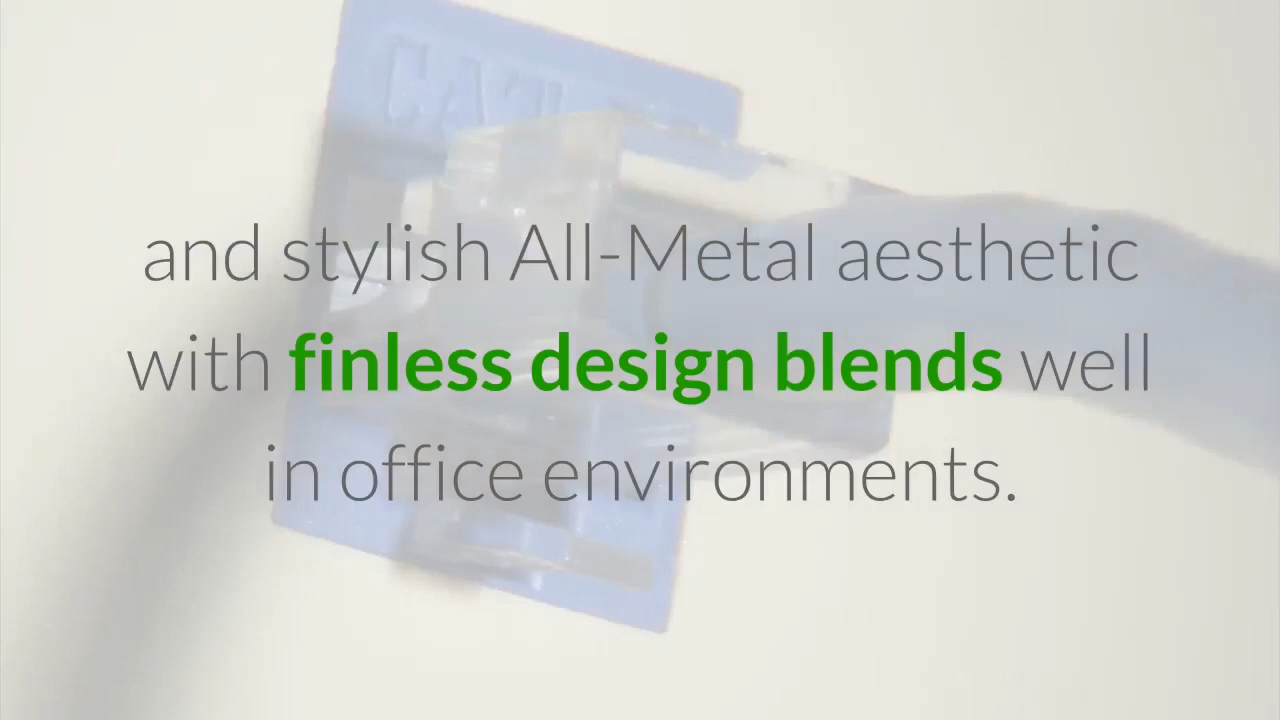 and stylish All-Metal aesthetic
with finless design blends well
in office environments.